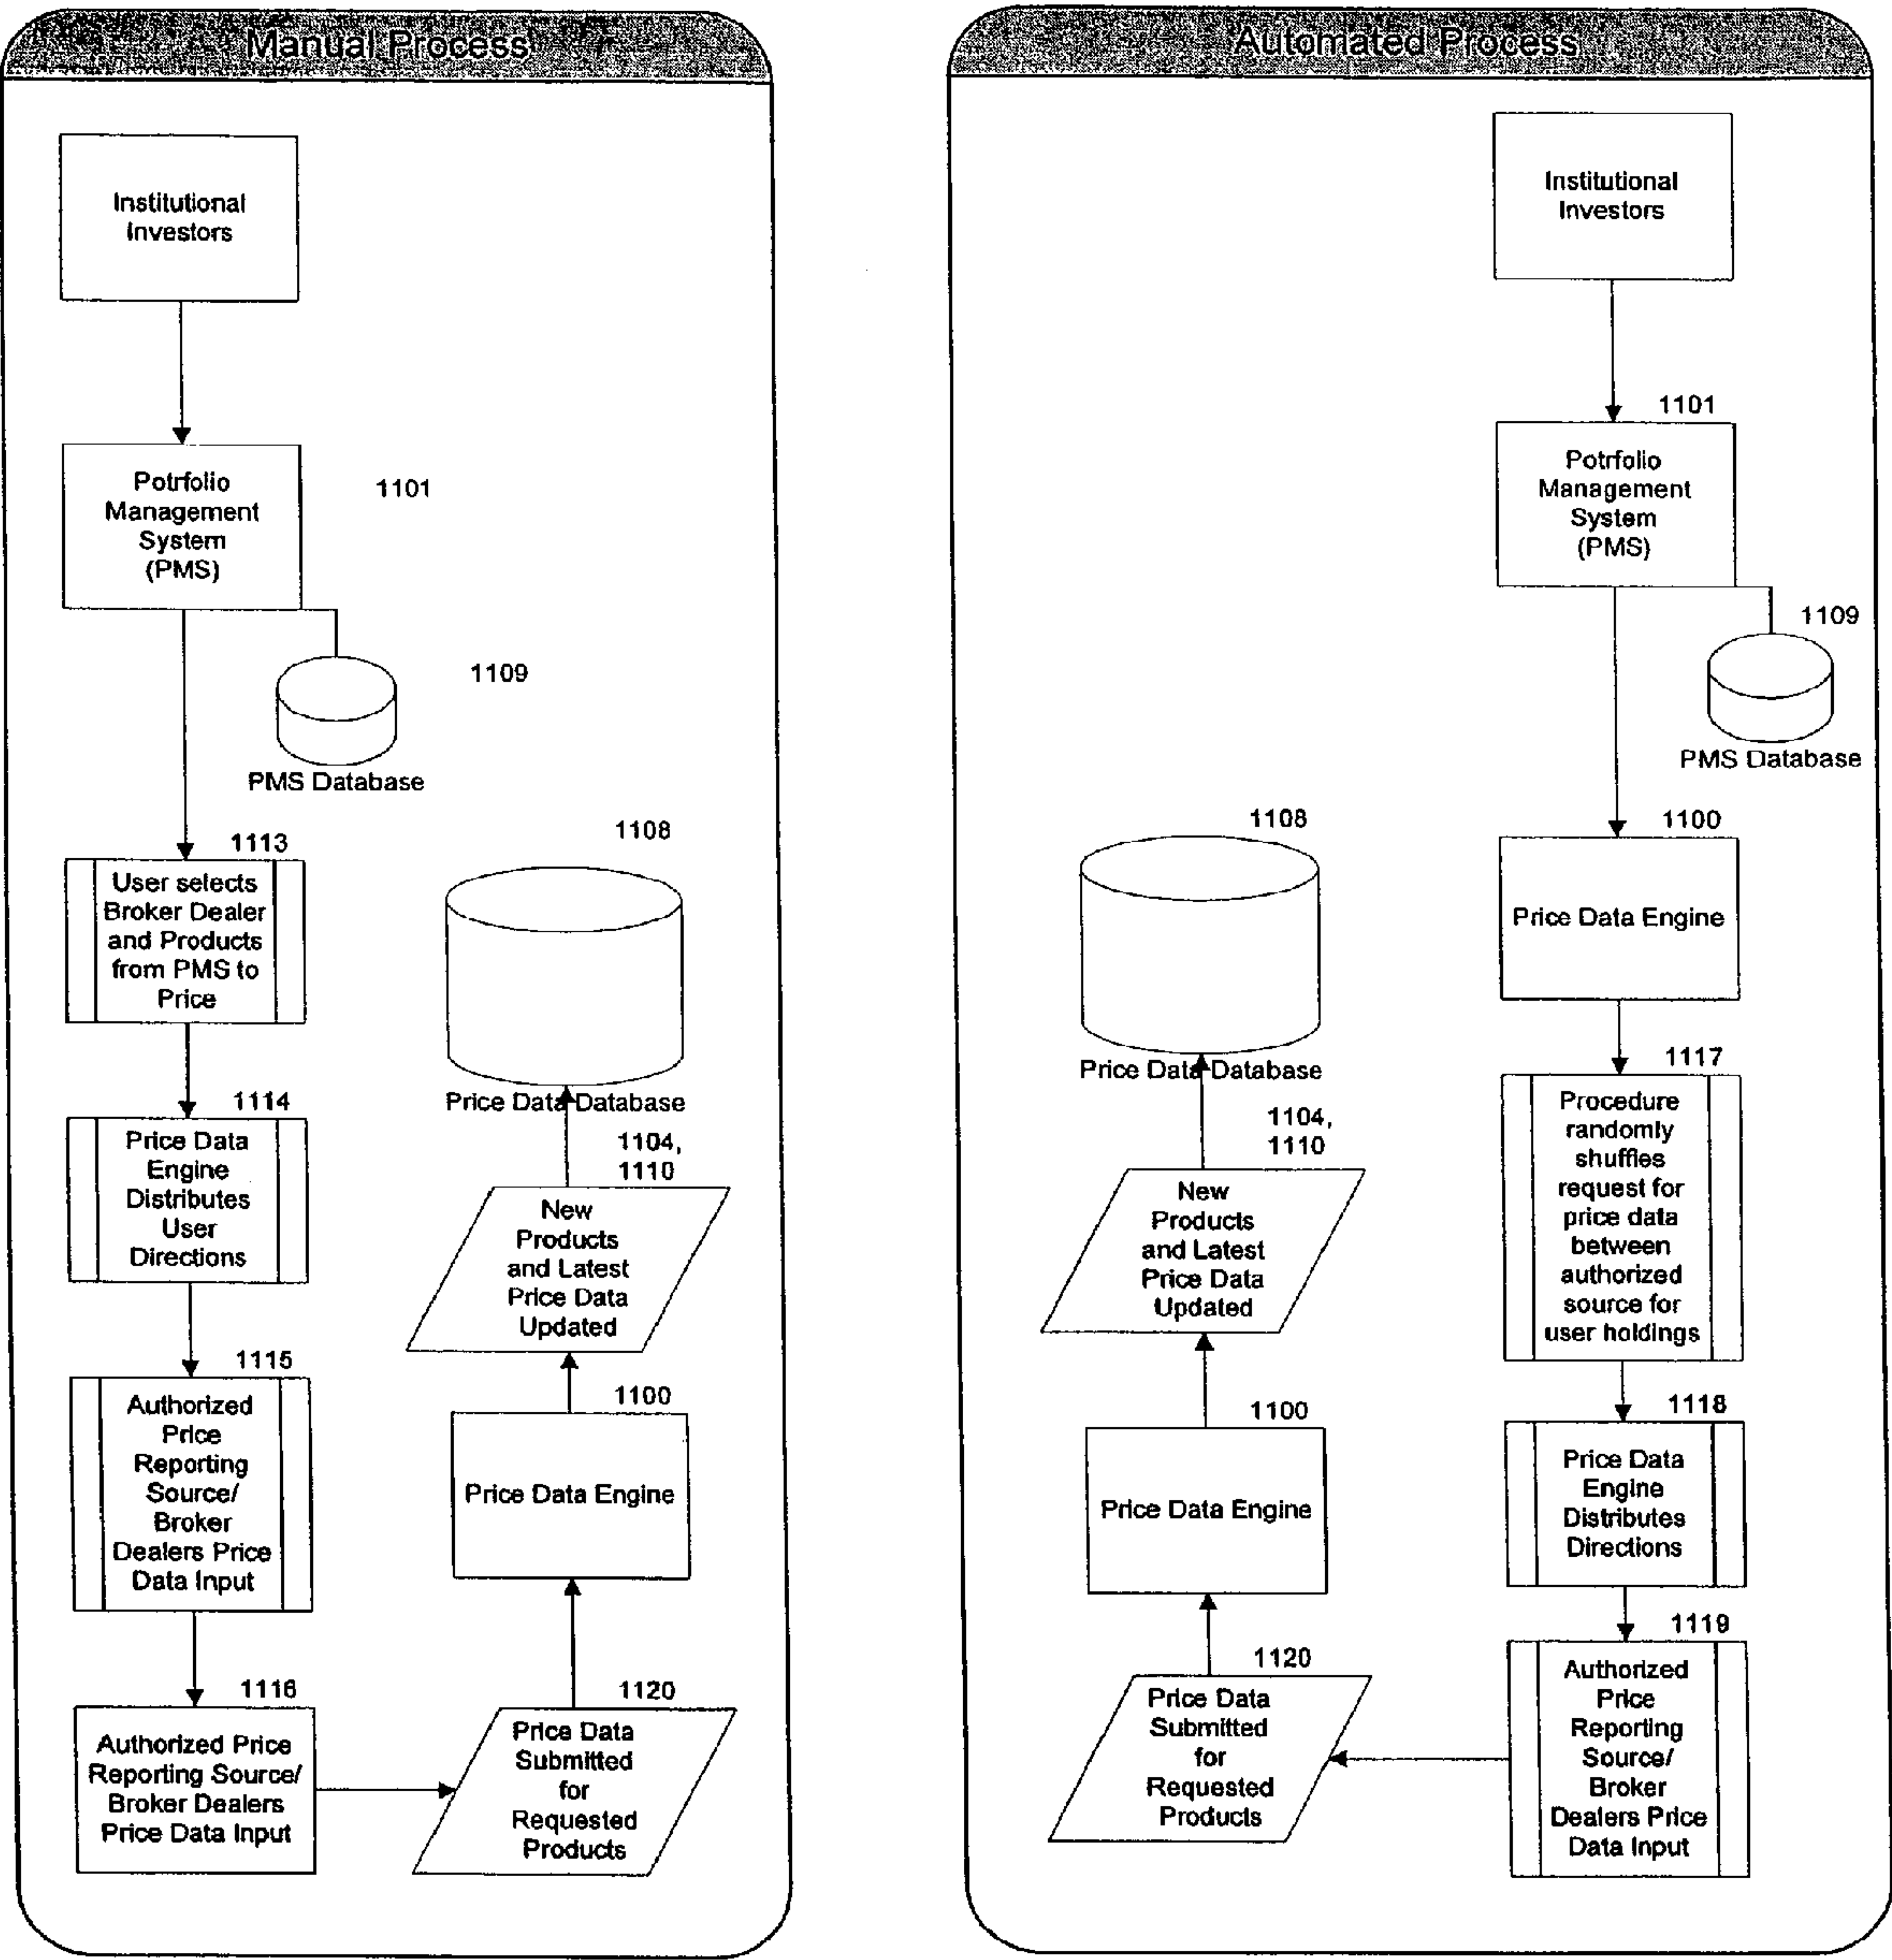 Manual Process
Institutional
Investors
Potrfolio
Management
System
(PMS)
1101
1109
PMS Database
1113
User selects
Broker Dealer
and Products
from PMS to
Price
1114
Price Data
Engine
Distributes
User
Directions
1115
Authorized
Price
Reporting
Source/
Broker
Dealers Price
Data Input
1116
Authorized Price
Reporting Source/
Broker Dealers
Price Data Input
1120
Price Data
Submitted
for
Requested
Products
1100
Price Data Engine
1104,
1110
New
Products
and Latest
Price Data
Updated
1108
Price Data Database
Automated Process
Institutional
Investors
1101
Potrfolio
Management
System
(PMS)
1109
PMS Database
1100
Price Data Engine
1117
Procedure
randomly
shuffles
request for
price data
between
authorized
source for
user holdings
1118
Price Data
Engine
Distributes
Directions
1119
Authorized
Price
Reporting
Source/
Broker
Dealers Price
Data Input
1120
Price Data
Submitted
for
Requested
Products
1100
Price Data Engine
1104,
1110
New
Products
and Latest
Price Data
Updated
1108
Price Data Database